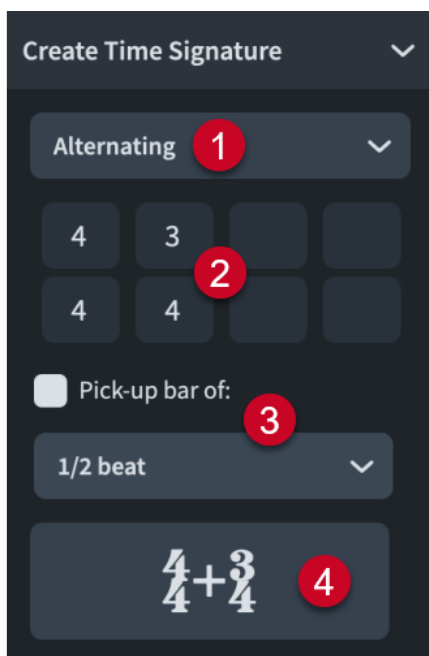 Create Time Signature
Alternating 1
4 3
2
4 4
Pick-up bar of:
3
1/2 beat
4/4+3/4 4